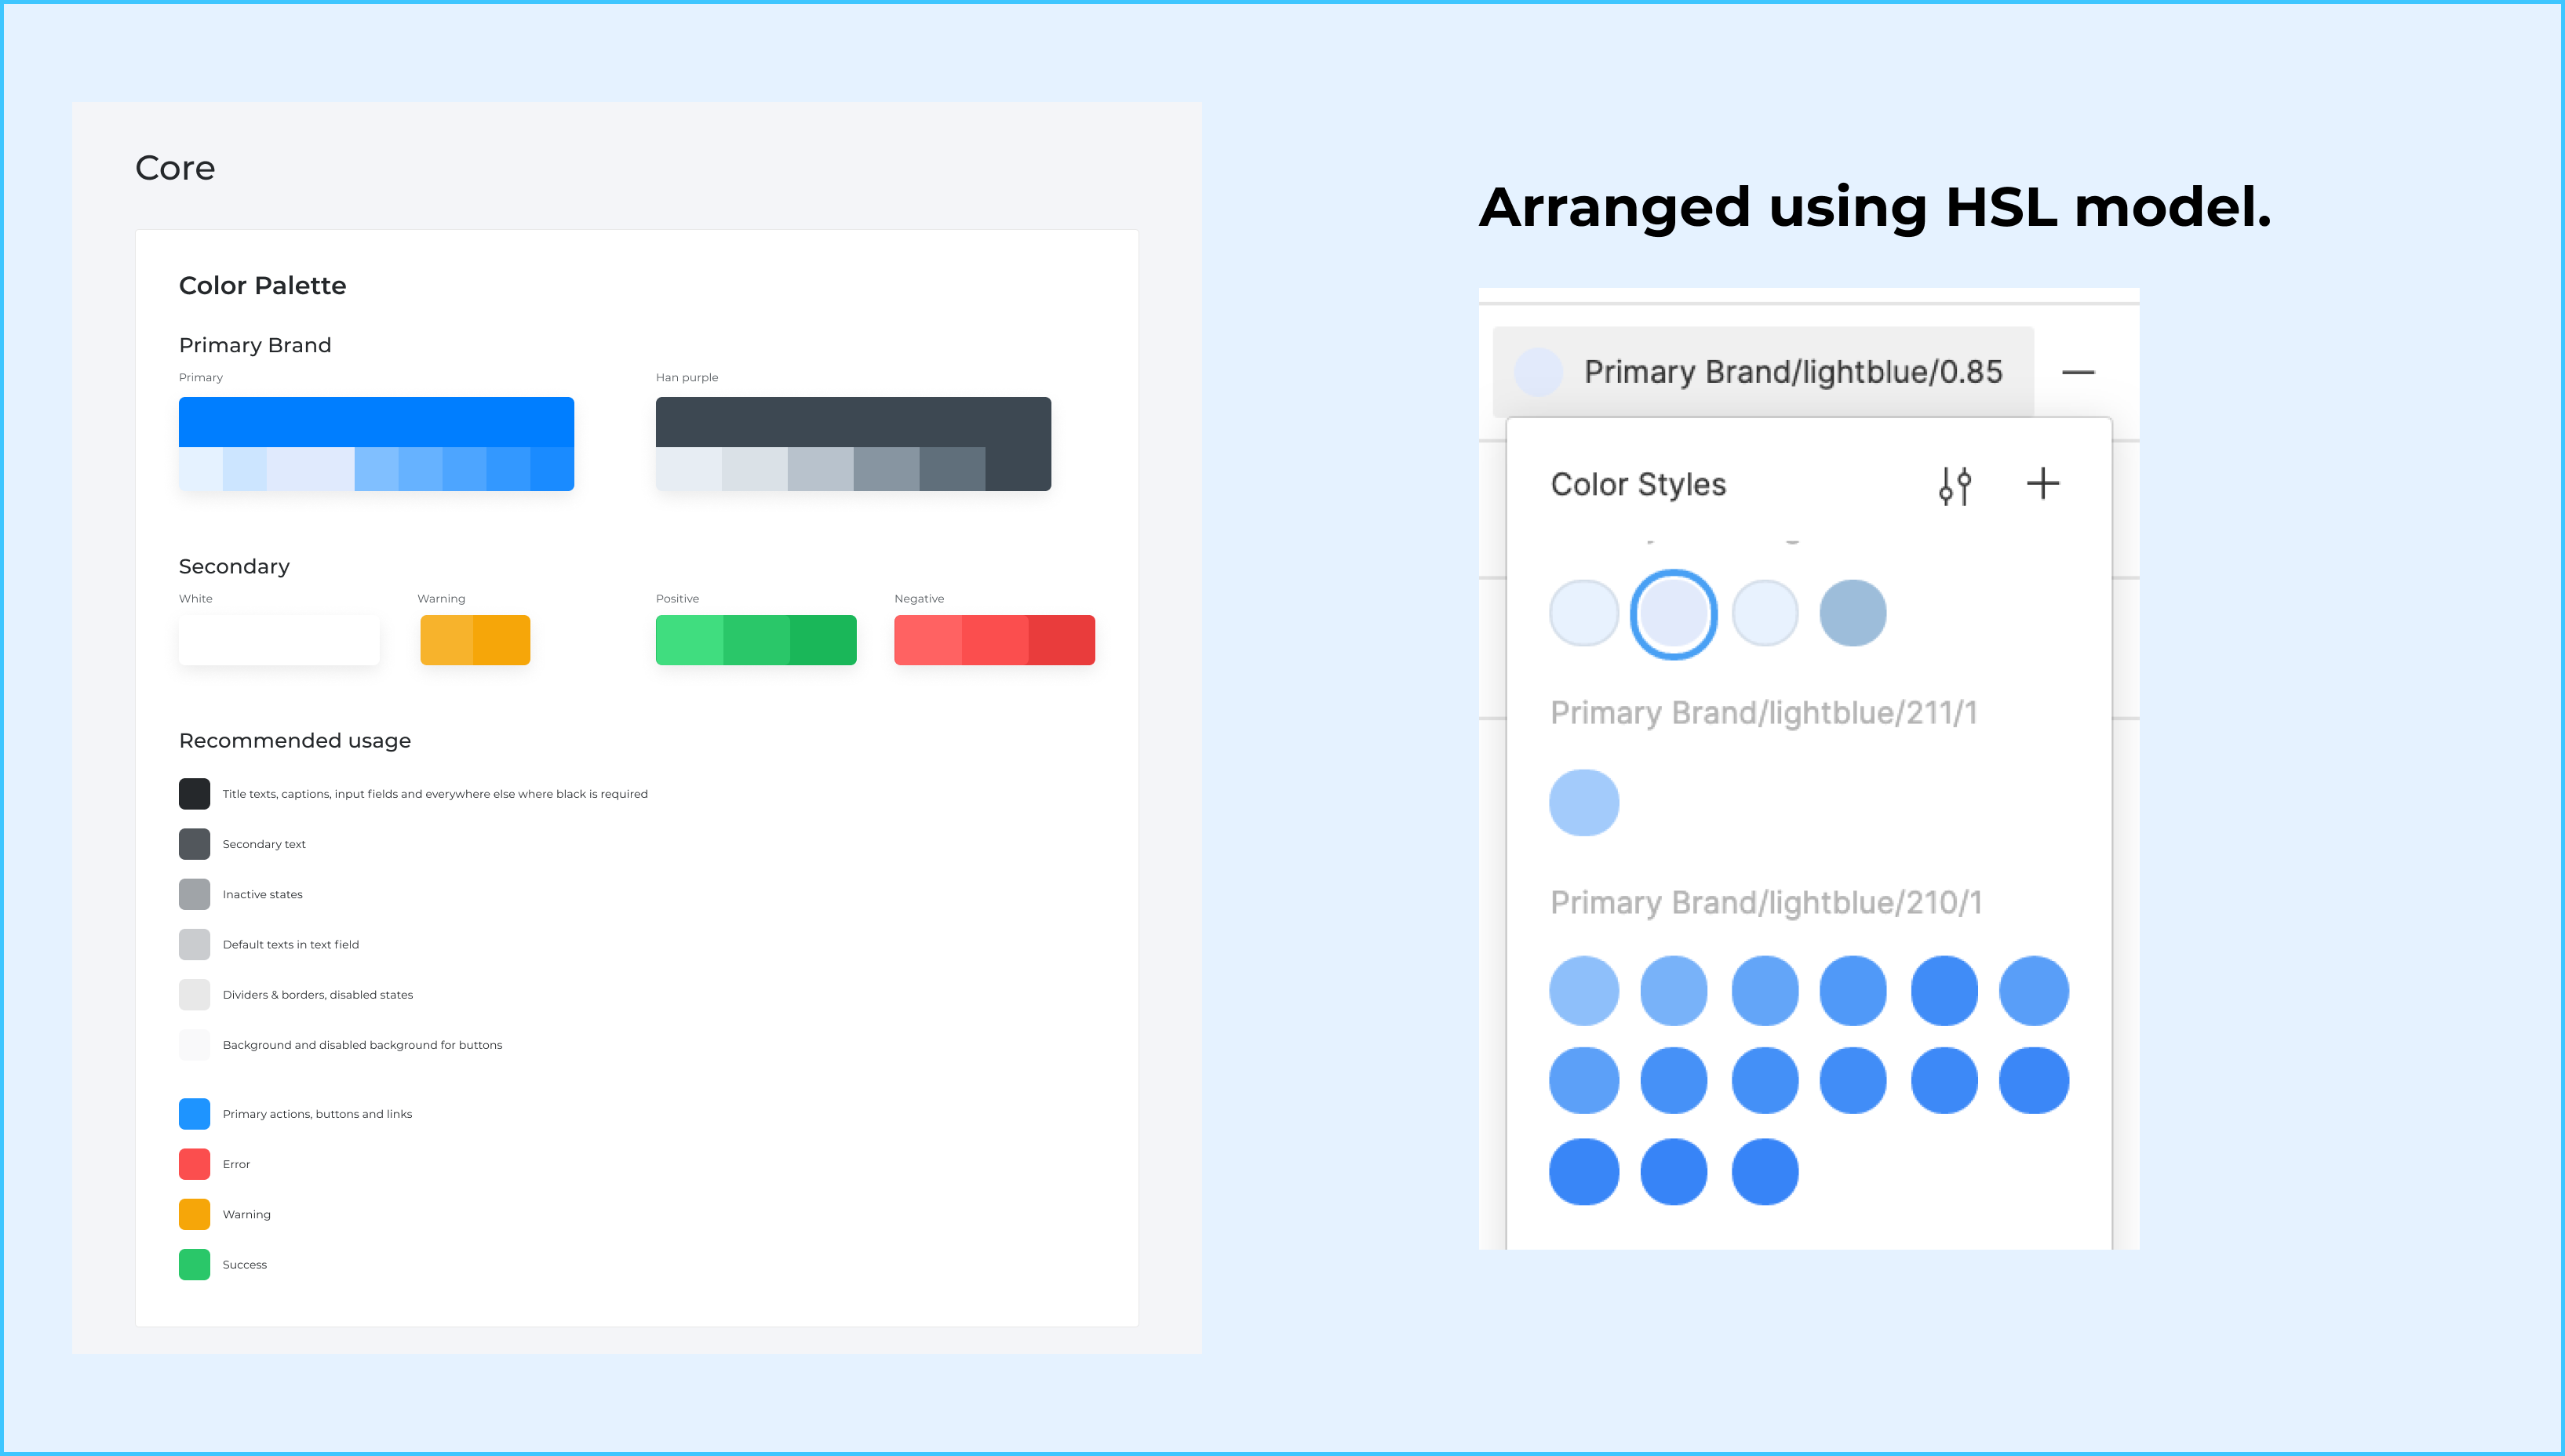 Core
Color Palette
Primary Brand
Primary
Han purple
Secondary
White
Warning
Positive
Negative
Recommended usage
Title texts, captions, input fields and everywhere else where black is required
Secondary text
Inactive states
Default texts in text field
Dividers & borders, disabled states
Background and disabled background for buttons
Primary actions, buttons and links
Error
Warning
Success
Arranged using HSL model.
Primary Brand/lightblue/0.85
Color Styles
Primary Brand/lightblue/211/1
Primary Brand/lightblue/210/1